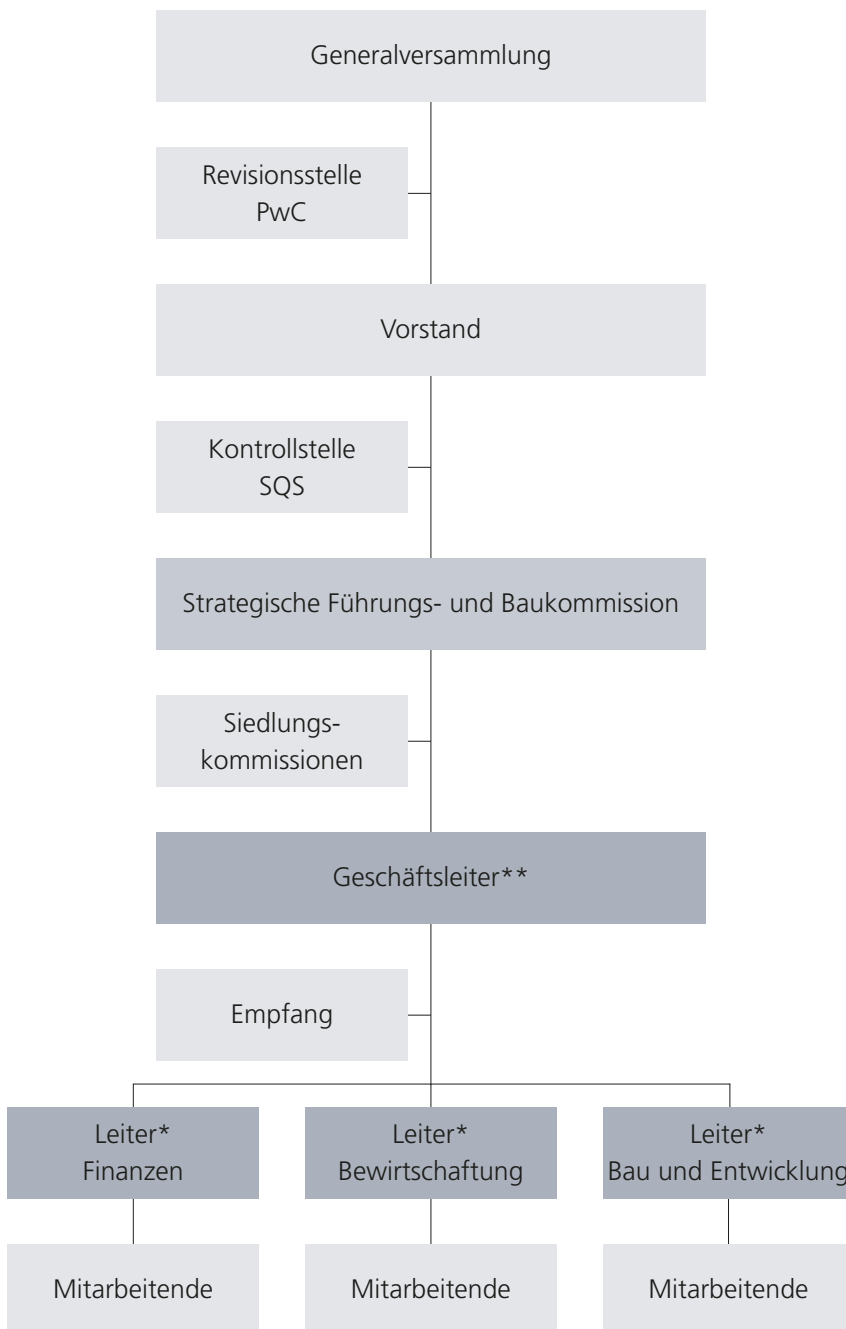 Generalversammlung
Revisionsstelle
PwC
Vorstand
Kontrollstelle
SQS
Strategische Führungs- und Baukommission
Siedlungs-
kommissionen
Geschäftsleiter**
Empfang
Leiter*
Finanzen
Leiter*
Bewirtschaftung
Leiter*
Bau und Entwicklung
Mitarbeitende
Mitarbeitende
Mitarbeitende